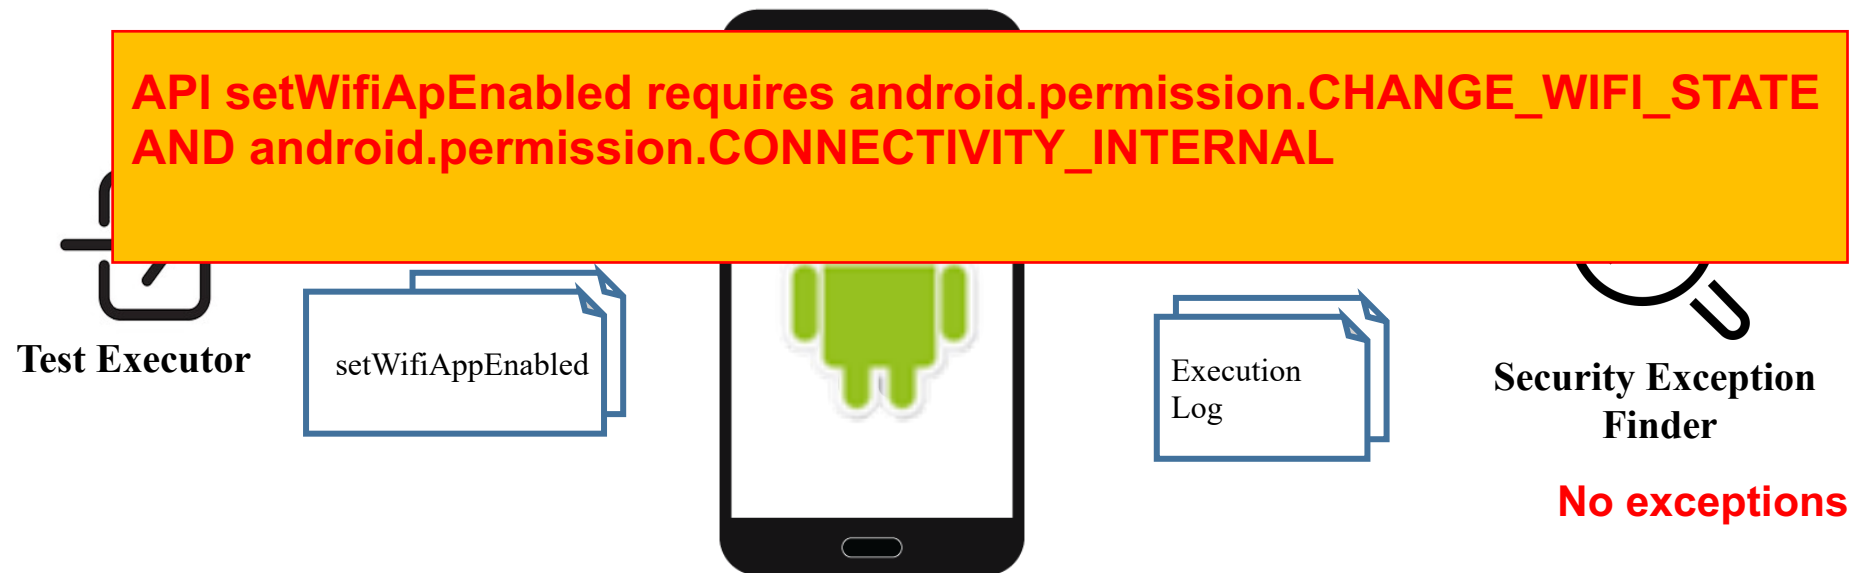 API setWifiApEnabled requires android.permission.CHANGE_WIFI_STATE
AND android.permission.CONNECTIVITY_INTERNAL
Test Executor
setWifiAppEnabled
Execution
Log
Security Exception
Finder
No exceptions